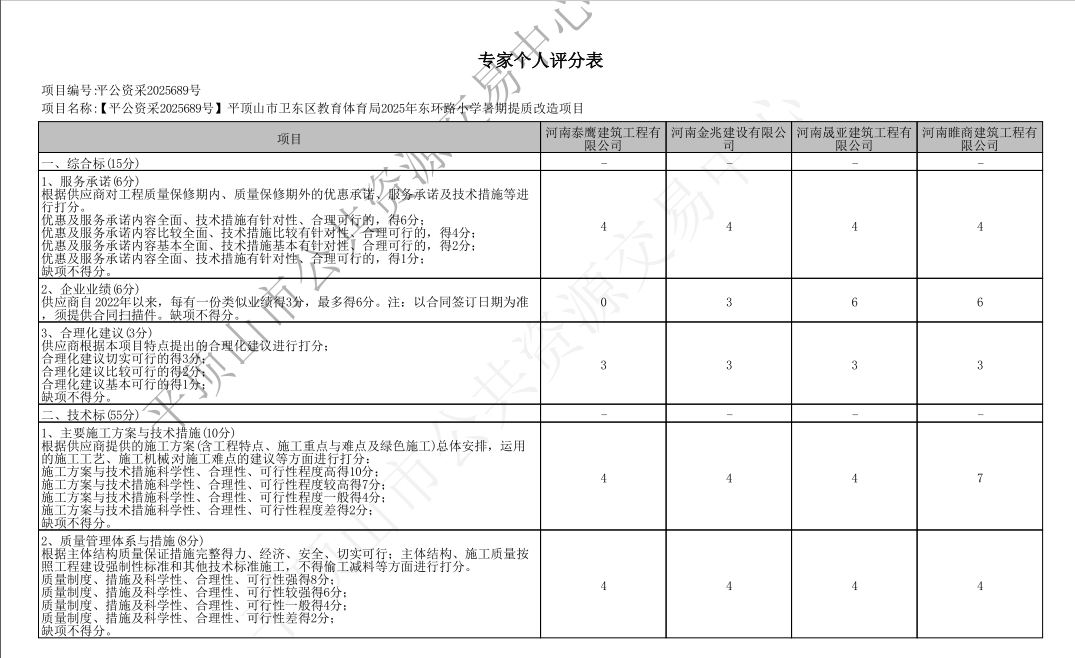 专家个人评分表
项目编号:平公资采2025689号
项目名称:【平公资采2025689号】平顶山市卫东区教育体育局2025年东环路小学暑期提质改造项目
项目 河南泰鹰建筑工程有限公司 河南金兆建设有限公司 河南晟亚建筑工程有限公司 河南睢商建筑工程有限公司
一、综合标(15分) - - - -
1、服务承诺(6分)
根据供应商对工程质量保修期内、质量保修期外的优惠承诺、服务承诺及技术措施等进
行打分。
优惠及服务承诺内容全面、技术措施有针对性、合理可行的，得6分；
优惠及服务承诺内容比较全面、技术措施比较有针对性、合理可行的，得4分；
优惠及服务承诺内容基本全面、技术措施基本有针对性、合理可行的，得2分；
优惠及服务承诺内容全面、技术措施有针对性、合理可行的，得1分；
缺项不得分。
4 4 4 4
2、企业业绩(6分)
供应商自2022年以来，每有一份类似业绩得3分，最多得6分。注：以合同签订日期为准
，须提供合同扫描件。缺项不得分。
0 3 6 6
3、合理化建议(3分)
供应商根据本项目特点提出的合理化建议进行打分；
合理化建议切实可行的得3分；
合理化建议比较可行的得2分；
合理化建议基本可行的得1分；
缺项不得分。
3 3 3 3
二、技术标(55分) - - - -
1、主要施工方案与技术措施(10分)
根据供应商提供的施工方案(含工程特点、施工重点与难点及绿色施工)总体安排，运用
的施工工艺、施工机械,对施工难点的建议等方面进行打分；
施工方案与技术措施科学性、合理性、可行性程度高得10分；
施工方案与技术措施科学性、合理性、可行性程度较高得7分；
施工方案与技术措施科学性、合理性、可行性程度一般得4分；
施工方案与技术措施科学性、合理性、可行性程度差得2分；
缺项不得分。
4 4 4 7
2、质量管理体系与措施(8分)
根据主体结构质量保证措施完整得力、经济、安全、切实可行；主体结构、施工质量按
照工程建设强制性标准和其他技术标准施工，不得偷工减料等方面进行打分。
质量制度、措施及科学性、合理性、可行性强得8分；
质量制度、措施及科学性、合理性、可行性较强得6分；
质量制度、措施及科学性、合理性、可行性一般得4分；
质量制度、措施及科学性、合理性、可行性差得2分；
缺项不得分。
4 4 4 4
平顶山市公共资源交易中心
平顶山市公共资源交易中心